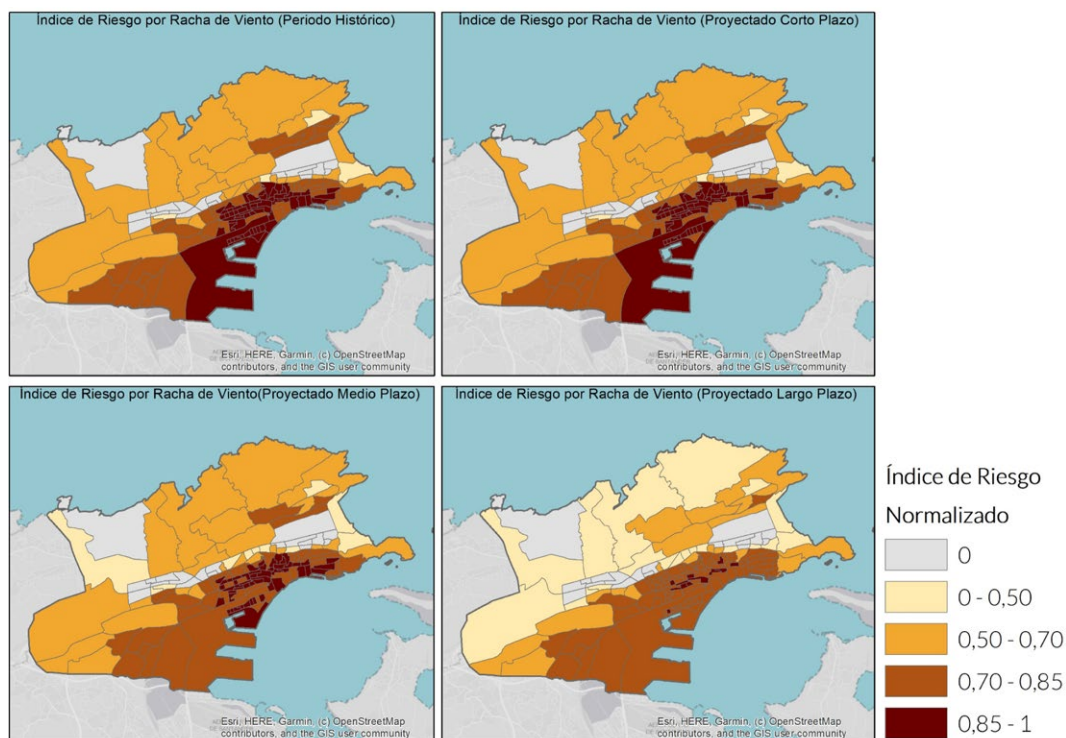 Índice de Riesgo por Racha de Viento (Periodo Histórico)
Esri, HERE, Garmin, (c) OpenStreetMap
contributors, and the GIS user community
Índice de Riesgo por Racha de Viento (Proyectado Corto Plazo)
Esri, HERE, Garmin, (c) OpenStreetMap
contributors, and the GIS user community
Índice de Riesgo por Racha de Viento(Proyectado Medio Plazo)
Esri, HERE, Garmin, (c) OpenStreetMap
contributors, and the GIS user community
Índice de Riesgo por Racha de Viento (Proyectado Largo Plazo)
Esri, HERE, Garmin, (c) OpenStreetMap
contributors, and the GIS user community
Índice de Riesgo
Normalizado
0
0 - 0,50
0,50 - 0,70
0,70 - 0,85
0,85 - 1